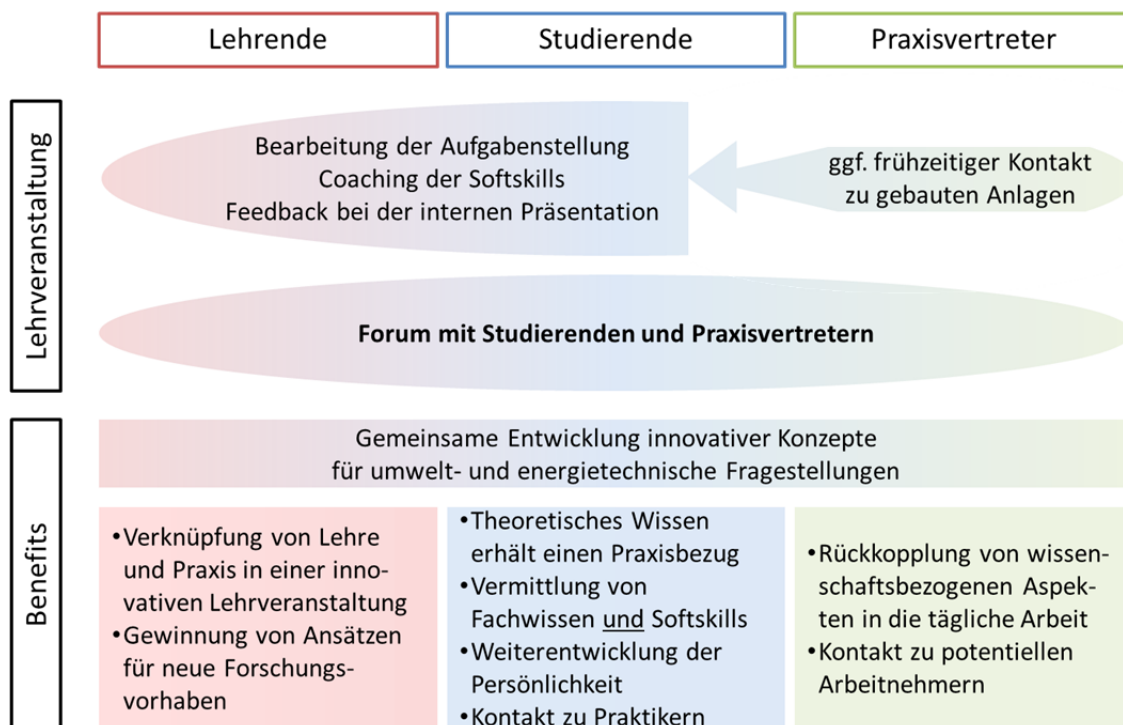 Lehrende
Studierende
Praxisvertreter
Lehrveranstaltung
Bearbeitung der Aufgabenstellung
Coaching der Softskills
Feedback bei der internen Präsentation
ggf. frühzeitiger Kontakt
zu gebauten Anlagen
Forum mit Studierenden und Praxisvertretern
Benefits
Gemeinsame Entwicklung innovativer Konzepte
für umwelt- und energietechnische Fragestellungen
•Verknüpfung von Lehre
und Praxis in einer inno-
vativen Lehrveranstaltung
•Gewinnung von Ansätzen
für neue Forschungs-
vorhaben
•Theoretisches Wissen
erhält einen Praxisbezug
•Vermittlung von
Fachwissen und Softskills
•Weiterentwicklung der
Persönlichkeit
•Kontakt zu Praktikern
•Rückkopplung von wissen-
schaftsbezogenen Aspek-
ten in die tägliche Arbeit
•Kontakt zu potentiellen
Arbeitnehmern